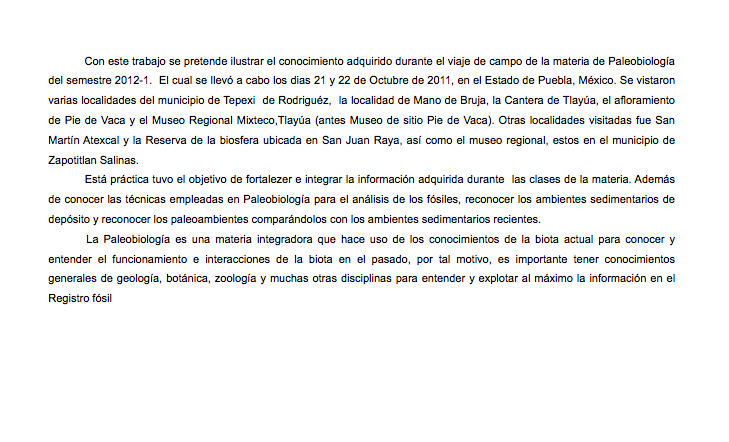 Con este trabajo se pretende ilustrar el conocimiento adquirido durante el viaje de campo de la materia de Paleobiología
del semestre 2012-1.  El cual se llevó a cabo los dias 21 y 22 de Octubre de 2011, en el Estado de Puebla, México. Se vistaron
varias localidades del municipio de Tepexi  de Rodriguéz,  la localidad de Mano de Bruja, la Cantera de Tlayúa, el afloramiento
de Pie de Vaca y el Museo Regional Mixteco,Tlayúa (antes Museo de sitio Pie de Vaca). Otras localidades visitadas fue San
Martín Atexcal y la Reserva de la biosfera ubicada en San Juan Raya, así como el museo regional, estos en el municipio de
Zapotitlan Salinas.
Está práctica tuvo el objetivo de fortalezer e integrar la información adquirida durante  las clases de la materia. Además
de conocer las técnicas empleadas en Paleobiología para el análisis de los fósiles, reconocer los ambientes sedimentarios de
depósito y reconocer los paleoambientes comparándolos con los ambientes sedimentarios recientes.
La Paleobiología es una materia integradora que hace uso de los conocimientos de la biota actual para conocer y
entender el funcionamiento e interacciones de la biota en el pasado, por tal motivo, es importante tener conocimientos
generales de geología, botánica, zoología y muchas otras disciplinas para entender y explotar al máximo la información en el
Registro fósil